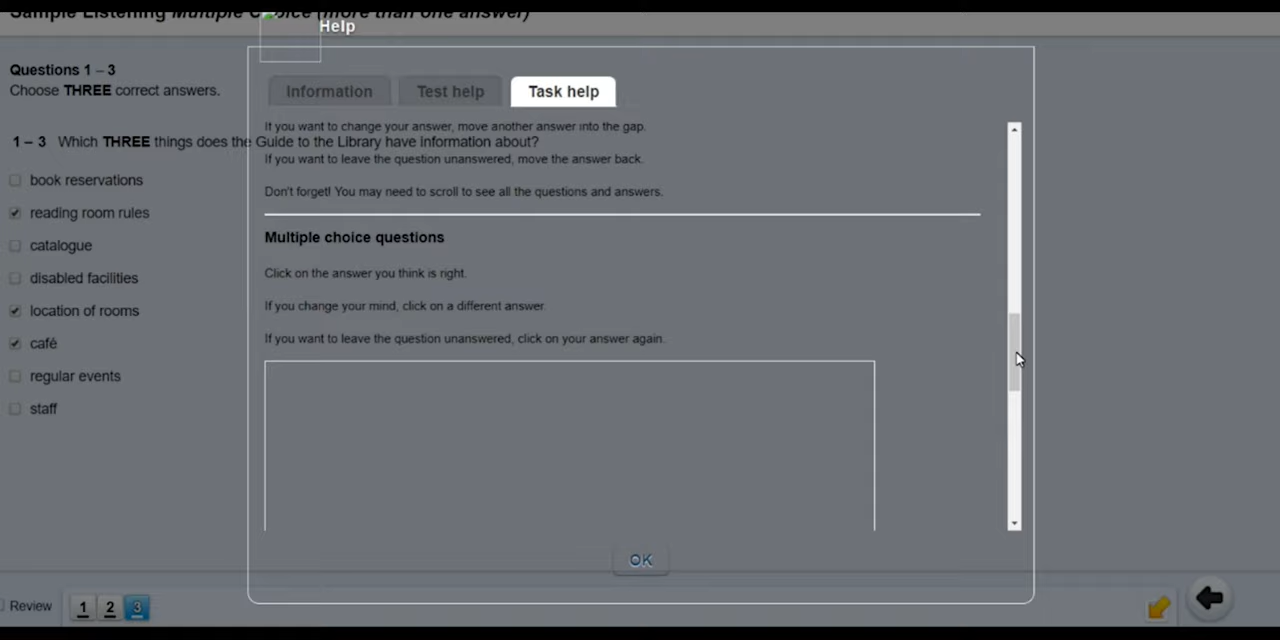 Sample Listening Multiple Choice (more than one answer)
Help
Questions 1 – 3
Choose THREE correct answers.
Information
Test help
Task help
If you want to change your answer, move another answer into the gap.
1 – 3 Which THREE things does the Guide to the Library have information about?
If you want to leave the question unanswered, move the answer back.
Don't forget! You may need to scroll to see all the questions and answers.
book reservations
reading room rules
catalogue
disabled facilities
location of rooms
café
regular events
staff
Multiple choice questions
Click on the answer you think is right.
If you change your mind, click on a different answer.
If you want to leave the question unanswered, click on your answer again.
OK
Review
1
2
3